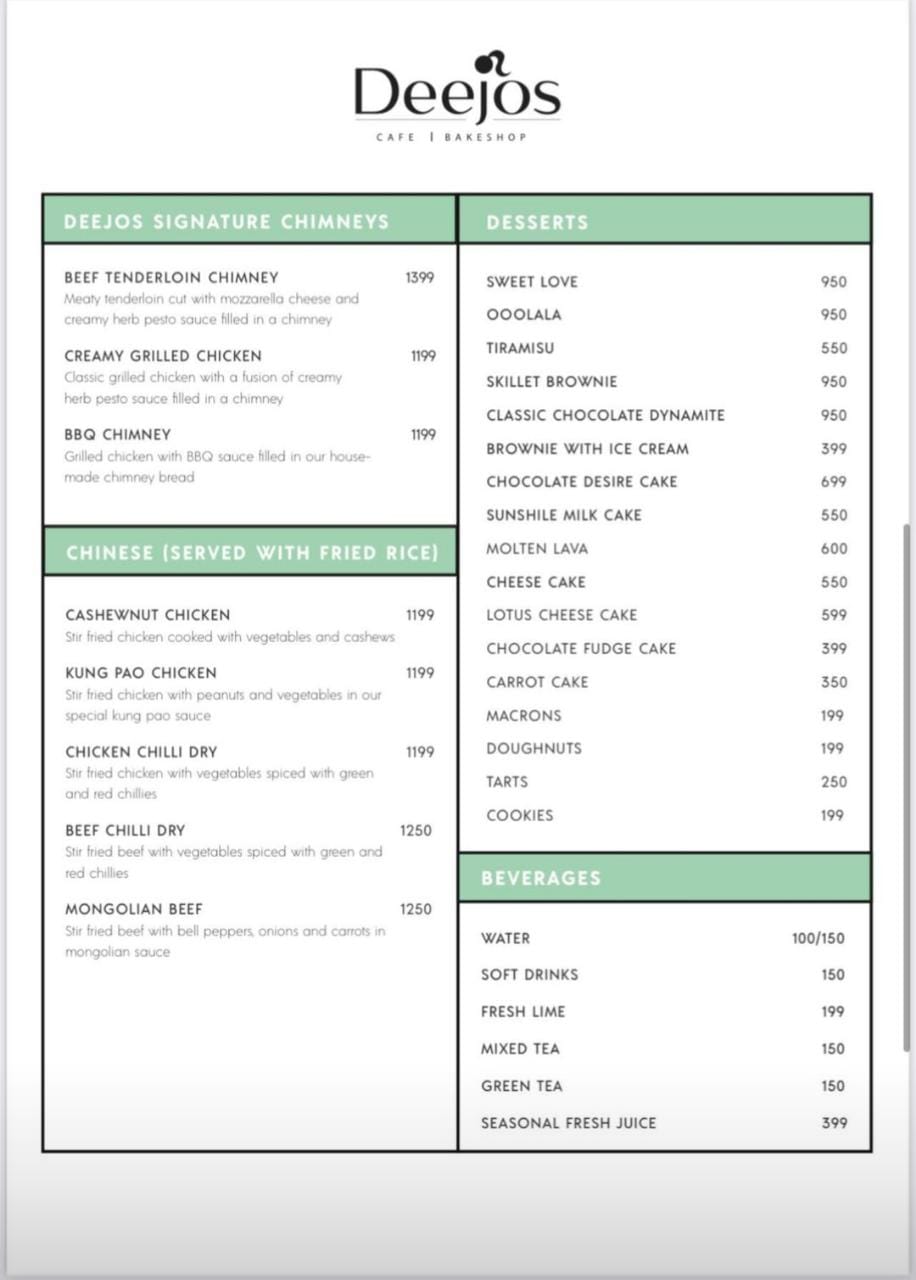 Deejos
CAFE | BAKESHOP
DEEJOS SIGNATURE CHIMNEYS
BEEF TENDERLOIN CHIMNEY 1399
Meaty tenderloin cut with mozzarella cheese and
creamy herb pesto sauce filled in a chimney
CREAMY GRILLED CHICKEN 1199
Classic grilled chicken with a fusion of creamy
herb pesto sauce filled in a chimney
BBQ CHIMNEY 1199
Grilled chicken with BBQ sauce filled in our house-
made chimney bread
CHINESE (SERVED WITH FRIED RICE)
CASHEWNUT CHICKEN 1199
Stir fried chicken cooked with vegetables and cashews
KUNG PAO CHICKEN 1199
Stir fried chicken with peanuts and vegetables in our
special kung pao sauce
CHICKEN CHILLI DRY 1199
Stir fried chicken with vegetables spiced with green
and red chillies
BEEF CHILLI DRY 1250
Stir fried beef with vegetables spiced with green and
red chillies
MONGOLIAN BEEF 1250
Stir fried beef with bell peppers, onions and carrots in
mongolian sauce
DESSERTS
SWEET LOVE 950
OOOLALA 950
TIRAMISU 550
SKILLET BROWNIE 950
CLASSIC CHOCOLATE DYNAMITE 950
BROWNIE WITH ICE CREAM 399
CHOCOLATE DESIRE CAKE 699
SUNSHILE MILK CAKE 550
MOLTEN LAVA 600
CHEESE CAKE 550
LOTUS CHEESE CAKE 599
CHOCOLATE FUDGE CAKE 399
CARROT CAKE 350
MACRONS 199
DOUGHNUTS 199
TARTS 250
COOKIES 199
BEVERAGES
WATER 100/150
SOFT DRINKS 150
FRESH LIME 199
MIXED TEA 150
GREEN TEA 150
SEASONAL FRESH JUICE 399